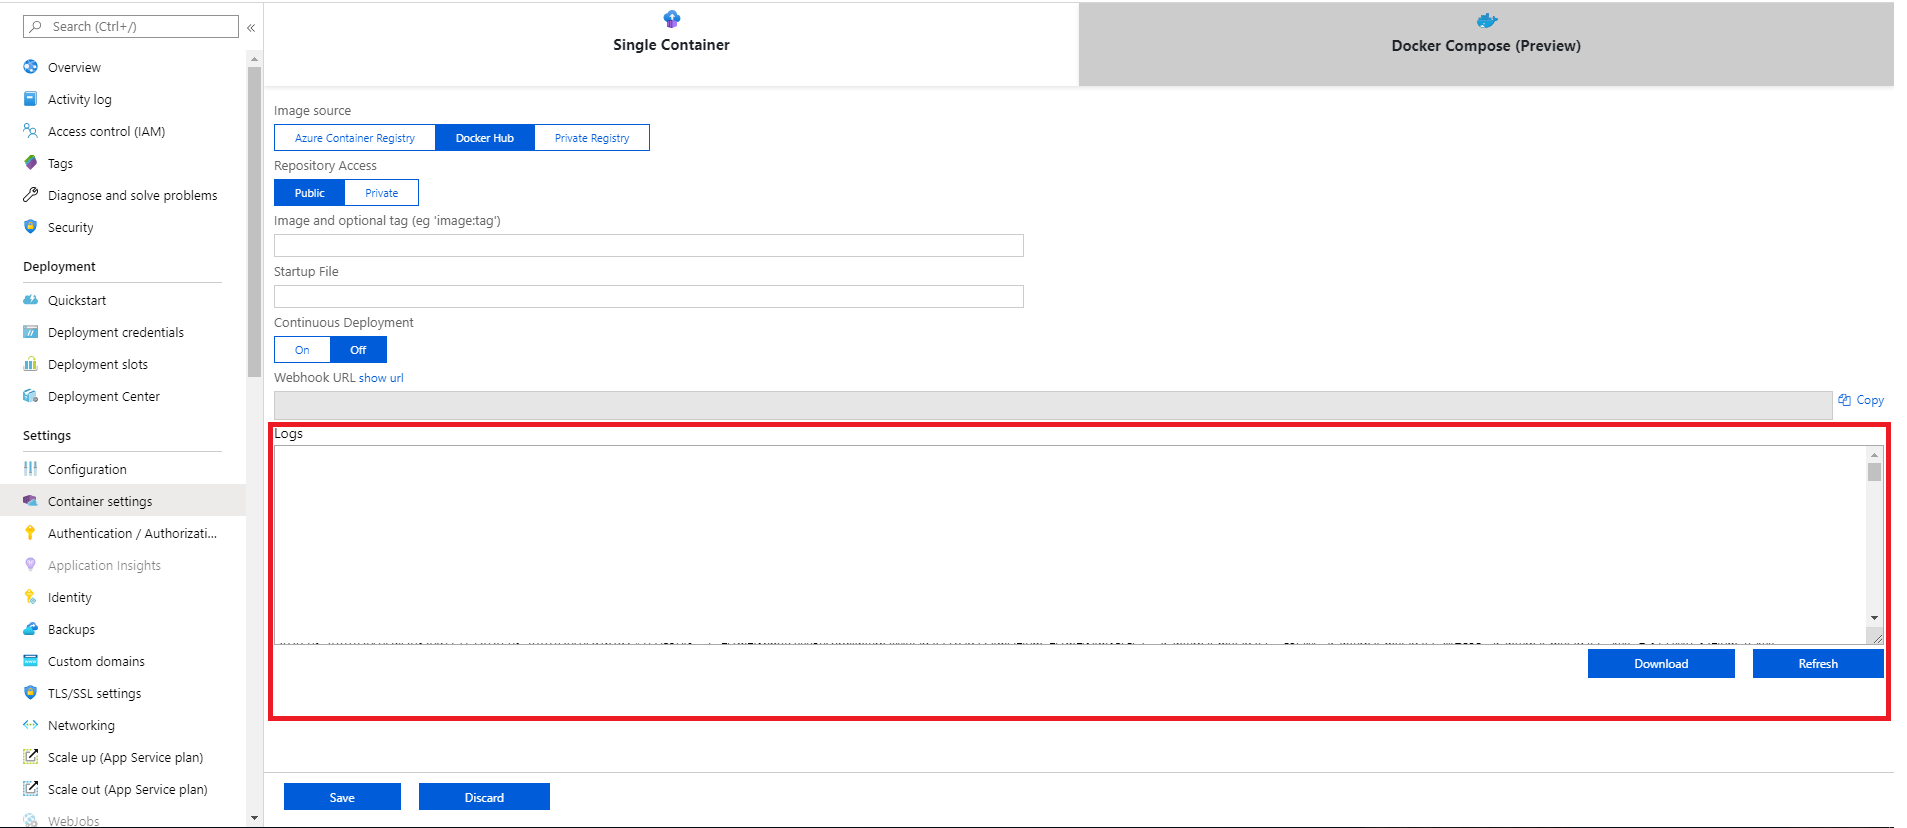 Search (Ctrl+/)
«
Overview
Activity log
Access control (IAM)
Tags
Diagnose and solve problems
Security
Deployment
Quickstart
Deployment credentials
Deployment slots
Deployment Center
Settings
Configuration
Container settings
Authentication / Authorizati...
Application Insights
Identity
Backups
Custom domains
TLS/SSL settings
Networking
Scale up (App Service plan)
Scale out (App Service plan)
WebJobs
Single Container
Docker Compose (Preview)
Image source
Azure Container Registry Docker Hub Private Registry
Repository Access
Public Private
Image and optional tag (eg 'image:tag')
Startup File
Continuous Deployment
On Off
Webhook URL show url
Copy
Logs
Download Refresh
Save Discard